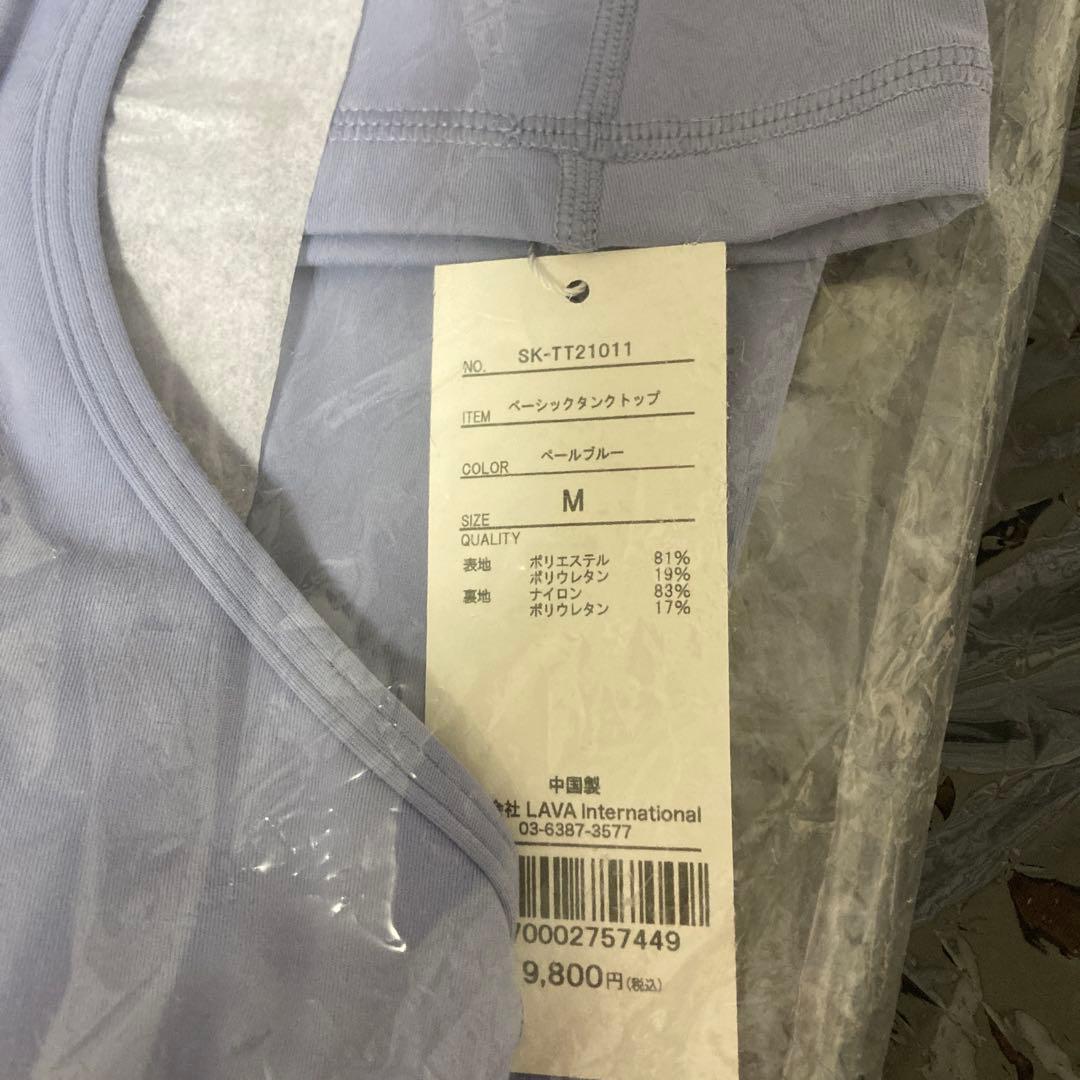 NO. SK-TT21011
ITEM ベーシックタンクトップ
COLOR ペールブルー
SIZE M
QUALITY
表地 ポリエステル 81%
ポリウレタン 19%
裏地 ナイロン 83%
ポリウレタン 17%
中国製
会社 LAVA International
03-6387-3577
70002757449
9,800円(税込)